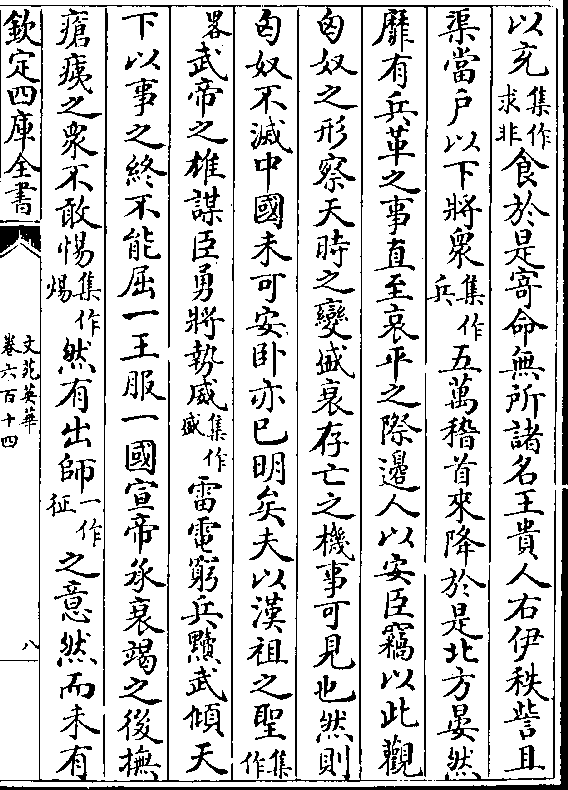 以充集作求非食於是寄命無所諸名王貴人右伊秩訾且
渠當戶以下將衆集作兵五萬稽首來降於是北方晏然
靡有兵革之事直至哀平之際邊人以安臣竊以此觀
匈奴之形察天時之變盛衰存亡之機事可見也然則
匈奴不滅中國未可安卧亦已明矣夫以漢祖之聖集作
畧武帝之雄謀臣勇將勢威集作盛雷電窮兵黷武傾天
下以事之終不能屈一王服一國宣帝承衰竭之後撫
瘡痍之衆不敢惕集作然有出師一作征之意然而未有
欽定四庫全書
文苑英華
卷六百十四
八